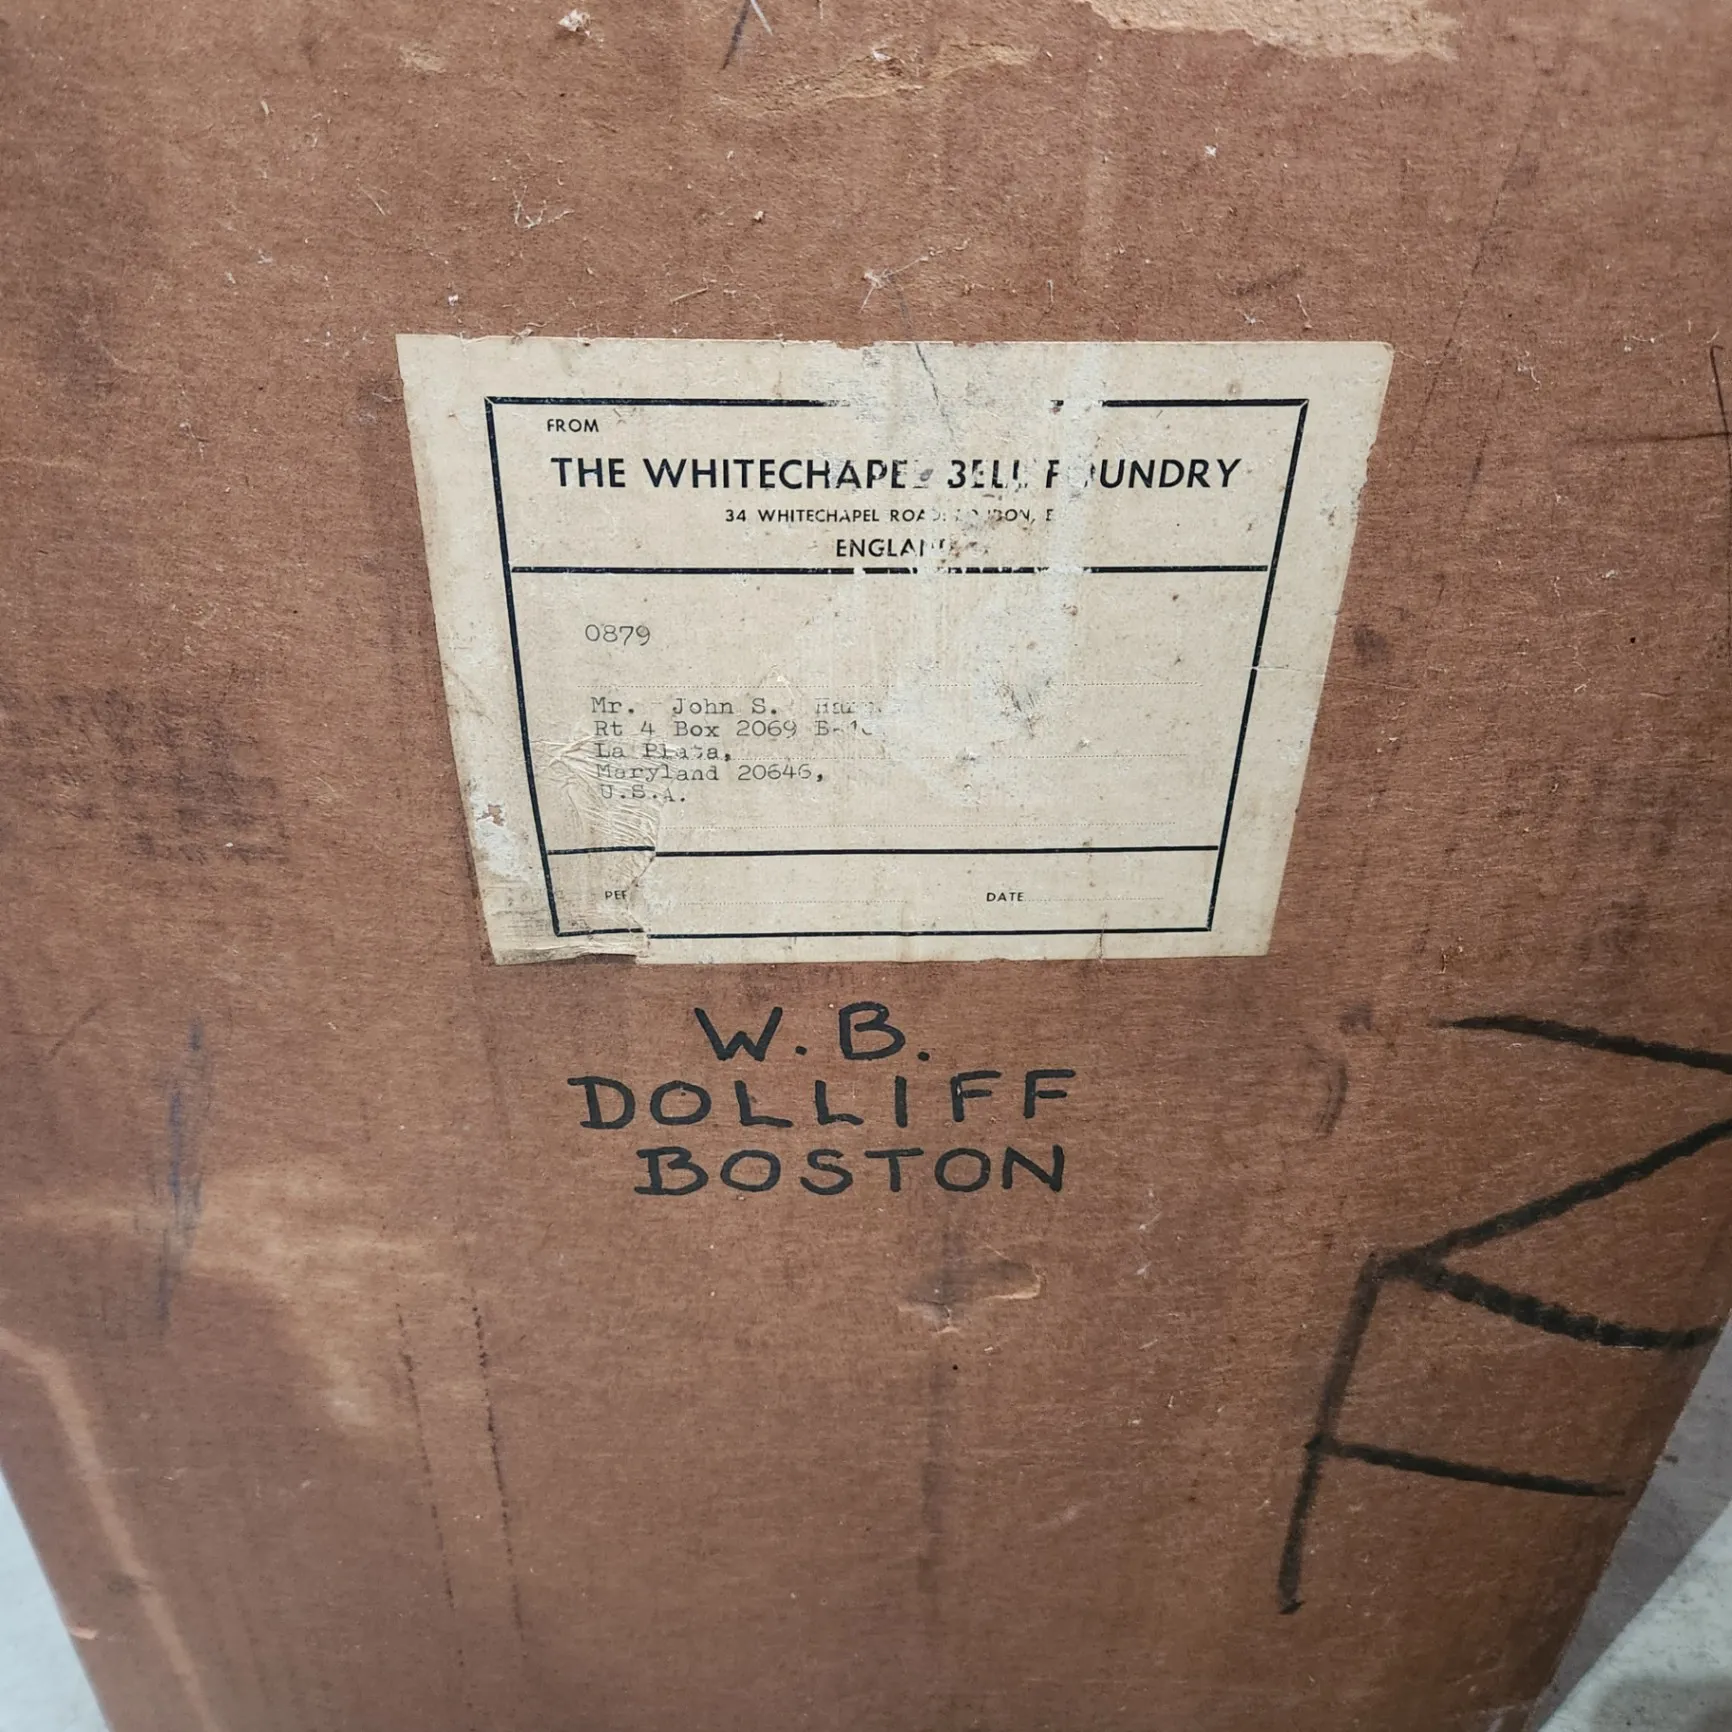 FROM
THE WHITECHAPEL BELL FOUNDRY
34 WHITECHAPEL ROAD, LONDON, E
ENGLAND
0879
Mr. John S.
Rt 4 Box 2069
La Plata,
Maryland 20646,
U.S.A.
DATE
W. B.
DOLLIFF
BOSTON